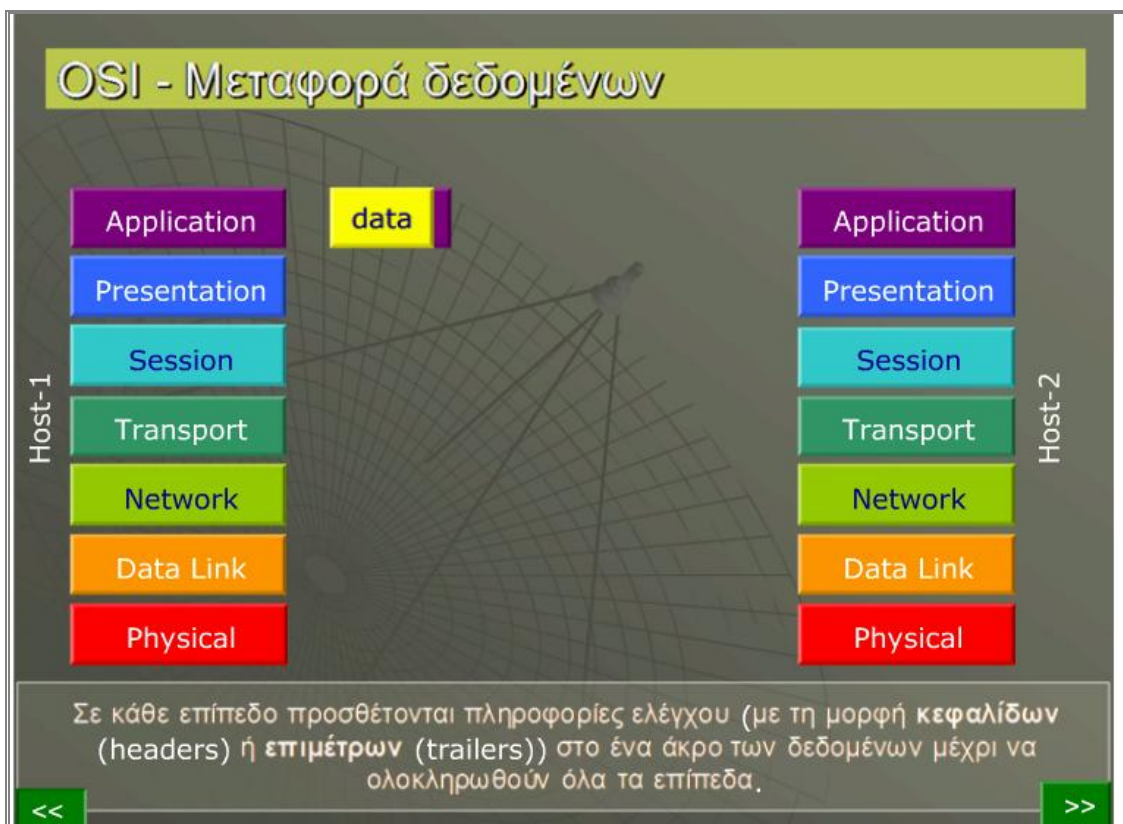 OSI - Μεταφορά δεδομένων
Application
data
Application
Presentation
Presentation
Session
Session
Host-1
Host-2
Transport
Transport
Network
Network
Data Link
Data Link
Physical
Physical
Σε κάθε επίπεδο προσθέτονται πληροφορίες ελέγχου (με τη μορφή κεφαλίδων
(headers) ή επιμέτρων (trailers)) στο ένα άκρο των δεδομένων μέχρι να
ολοκληρωθούν όλα τα επίπεδα.
<<
>>